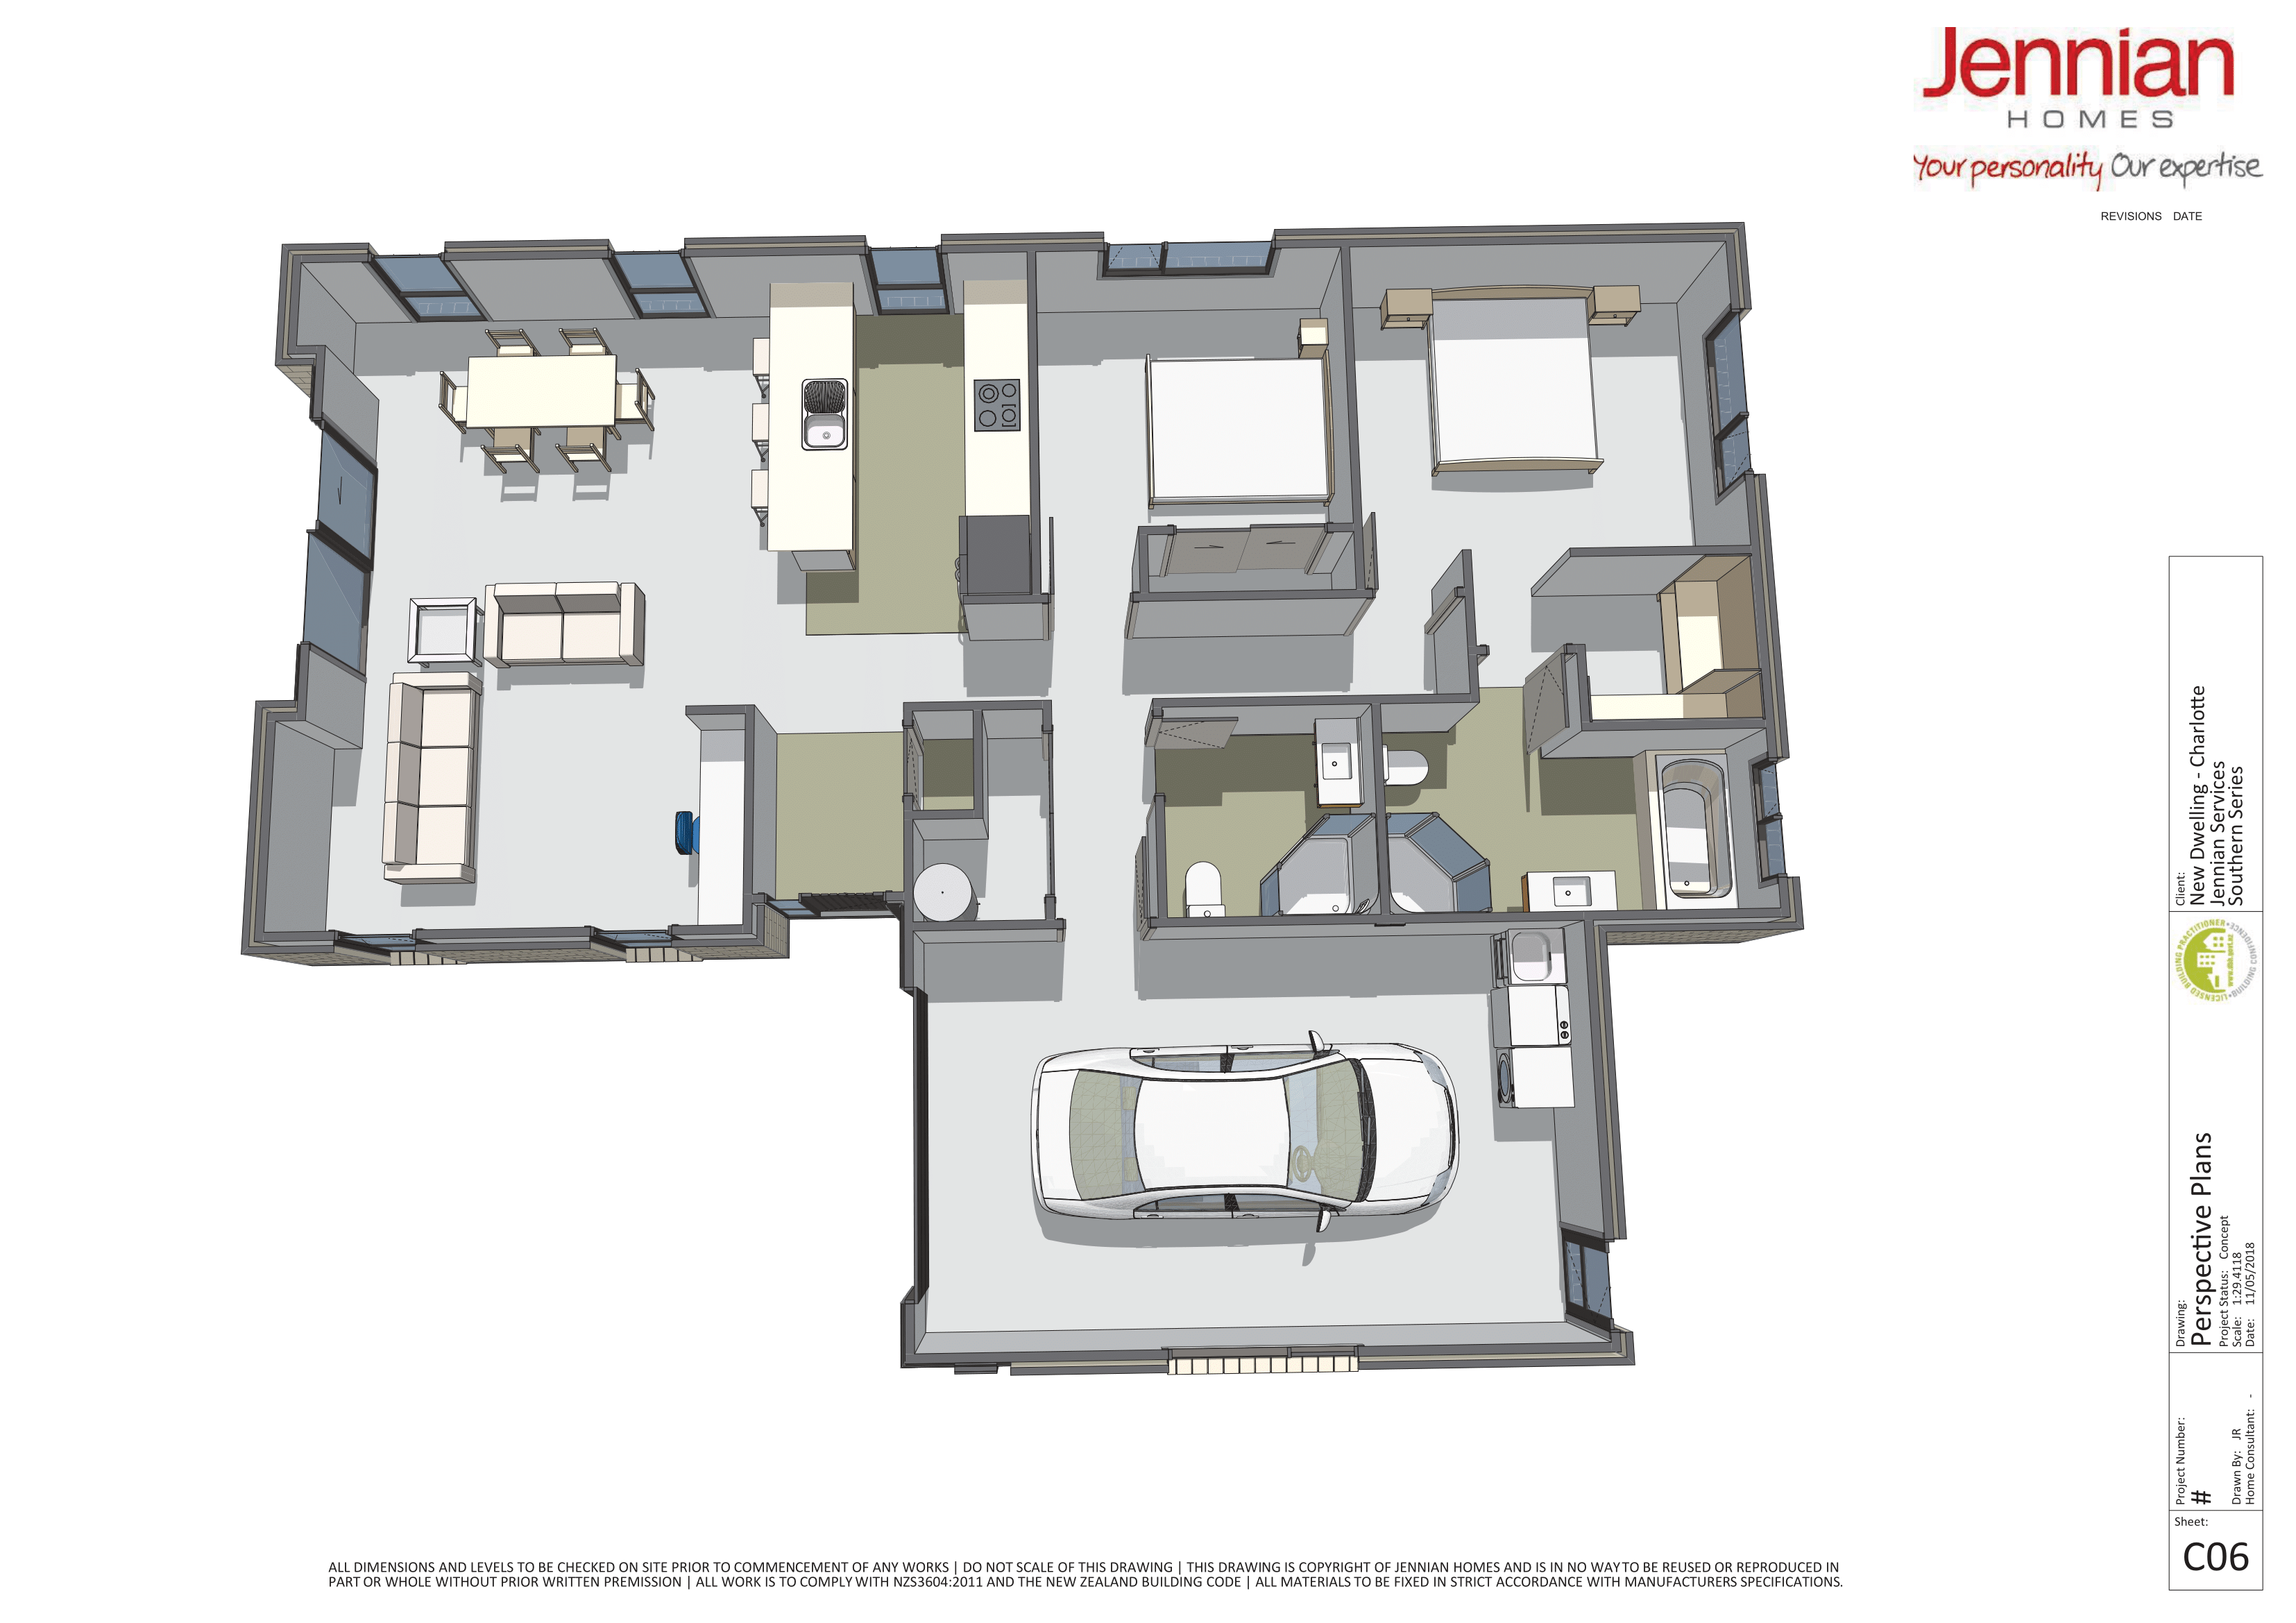 Jennian
HOMES
Your personality Our expertise
REVISIONS DATE
Client:
New Dwelling - Charlotte
Jennian Services
Southern Series
LICENSED BUILDING PRACTITIONER
BUILDING CONFIDENCE
www.dbh.govt.nz
Drawing:
Perspective Plans
Project Status: Concept
Scale: 1:29.4118
Date: 11/05/2018
Project Number:
#
Drawn By: JR
Home Consultant: -
Sheet:
C06
ALL DIMENSIONS AND LEVELS TO BE CHECKED ON SITE PRIOR TO COMMENCEMENT OF ANY WORKS | DO NOT SCALE OF THIS DRAWING | THIS DRAWING IS COPYRIGHT OF JENNIAN HOMES AND IS IN NO WAY TO BE REUSED OR REPRODUCED IN
PART OR WHOLE WITHOUT PRIOR WRITTEN PREMISSION | ALL WORK IS TO COMPLY WITH NZS3604:2011 AND THE NEW ZEALAND BUILDING CODE | ALL MATERIALS TO BE FIXED IN STRICT ACCORDANCE WITH MANUFACTURERS SPECIFICATIONS.